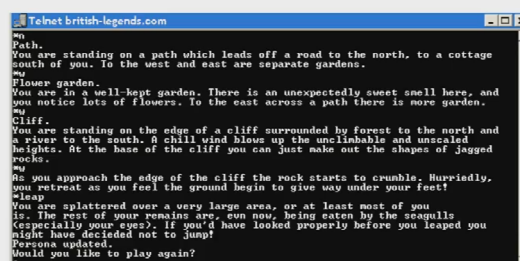 Telnet british-legends.com
*n
Path.
You are standing on a path which leads off a road to the north, to a cottage
south of you. To the west and east are separate gardens.
*w
Flower garden.
You are in a well-kept garden. There is an unexpectedly sweet smell here, and
you notice lots of flowers. To the east across a path there is more garden.
*w
Cliff.
You are standing on the edge of a cliff surrounded by forest to the north and
a river to the south. A chill wind blows up the unclimbable and unscaled
heights. At the base of the cliff you can just make out the shapes of jagged
rocks.
*w
As you approach the edge of the cliff the rock starts to crumble. Hurriedly,
you retreat as you feel the ground begin to give way under your feet!
*leap
You are splattered over a very large area, or at least most of you
is. The rest of your remains are, evn now, being eaten by the seagulls
(especially your eyes). If you'd have looked properly before you leaped you
might have decieded not to jump!
Persona updated.
Would you like to play again?